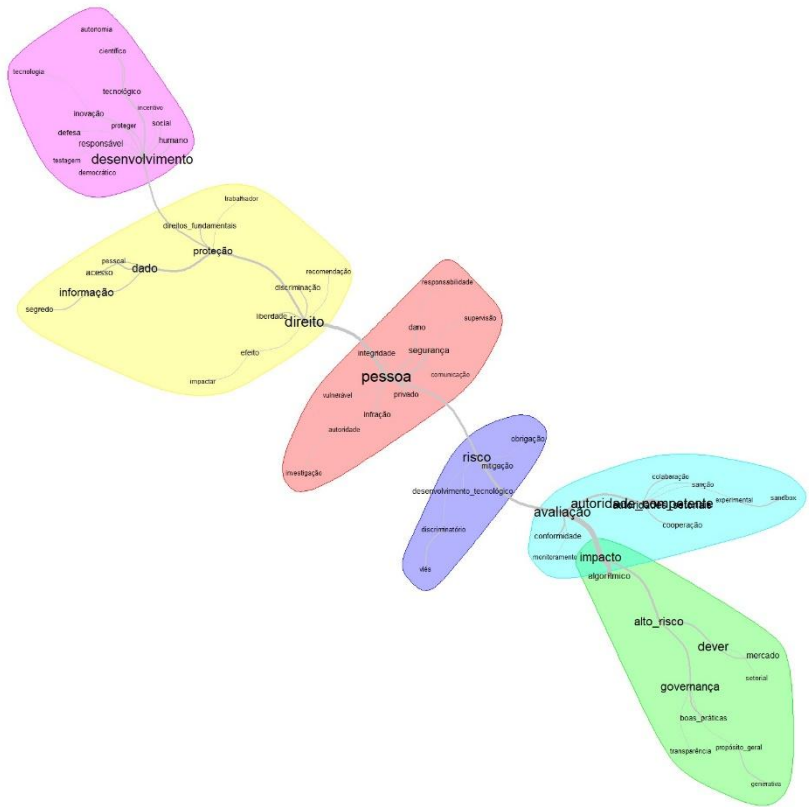 autonomia
científico
tecnologia
tecnológico
incentivo
inovação
proteger
social
defesa
responsável
humano
desenvolvimento
testagem
democrático
trabalhador
direitos_fundamentais
proteção
pessoal
dado
acesso
informação
segredo
recomendação
discriminação
liberdade
direito
efeito
impactar
responsabilidade
dano
supervisão
integridade
segurança
pessoa
comunicação
vulnerável
privado
infração
autoridade
investigação
obrigação
risco
mitigação
desenvolvimento_tecnológico
discriminatório
viés
colaboração
sanção
experimental
sandbox
autoridade_competente
avaliação
cooperação
conformidade
monitoramento
impacto
algorítmico
alto_risco
dever
mercado
setorial
governança
boas_práticas
transparência
propósito_geral
generativa